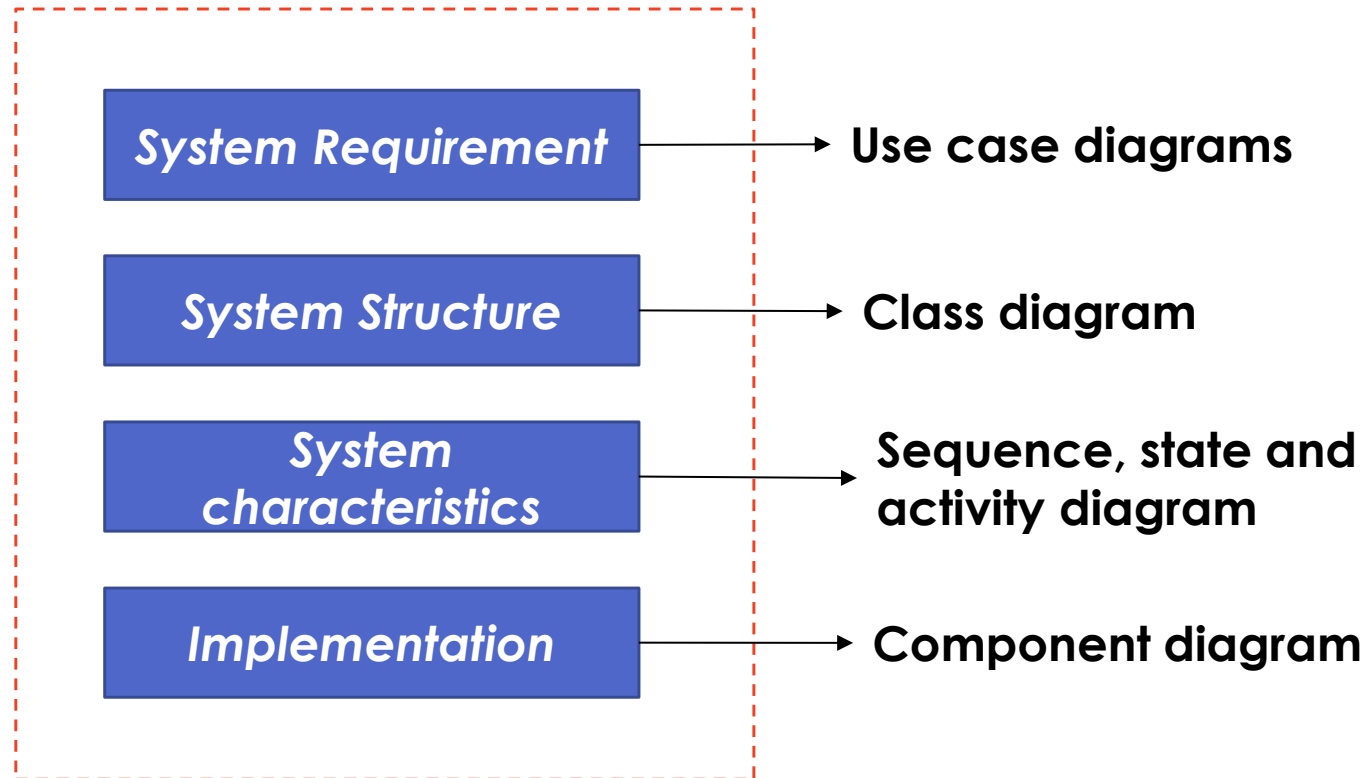 System Requirement
Use case diagrams
System Structure
Class diagram
System
characteristics
Sequence, state and
activity diagram
Implementation
Component diagram